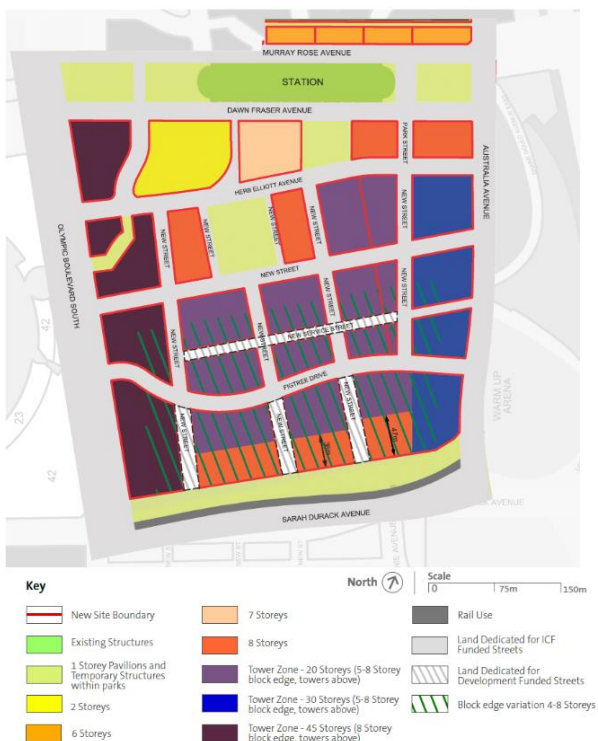 MURRAY ROSE AVENUE
STATION
DAWN FRASER AVENUE
PARK STREET
AUSTRALIA AVENUE
HERB ELLIOTT AVENUE
OLYMPIC BOULEVARD SOUTH
NEW STREET
NEW STREET
NEW STREET
NEW STREET
NEW STREET
NEW STREET
NEW STREET
NEW STREET
NEW STREET
NEW STREET
NEW SERVICE STREET
FIGTREE DRIVE
NEW STREET
NEW STREET
NEW STREET
WARM UP
ARENA
42
23
42
47m
SARAH DURACK AVENUE
AVENUE
Key
North
Scale
0
75m
150m
New Site Boundary
Existing Structures
1 Storey Pavilions and
Temporary Structures
within parks
2 Storeys
6 Storeys
7 Storeys
8 Storeys
Tower Zone - 20 Storeys (5-8 Storey
block edge, towers above)
Tower Zone - 30 Storeys (5-8 Storey
block edge, towers above)
Tower Zone - 45 Storeys (8 Storey
block edge, towers above)
Rail Use
Land Dedicated for ICF
Funded Streets
Land Dedicated for
Development Funded Streets
Block edge variation 4-8 Storeys